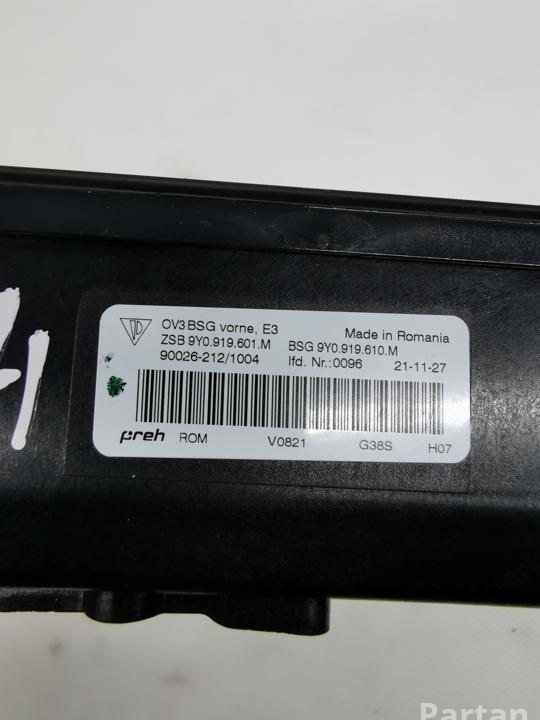 OV3 BSG vorne, E3 Made in Romania
ZSB 9Y0.919.601.M BSG 9Y0.919.610.M
90026-212/1004 lfd. Nr.:0096 21-11-27
preh ROM V0821 G38S H07
Partan